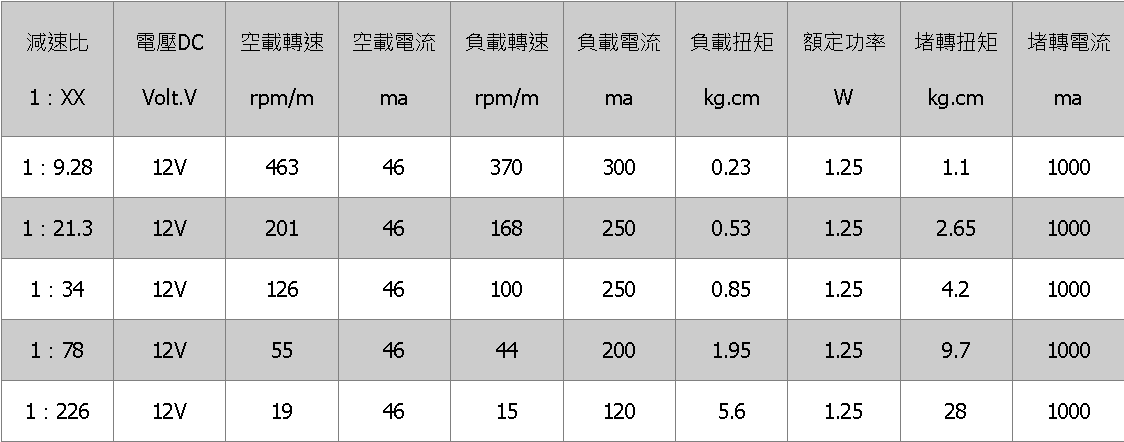 減速比 電壓DC 空載轉速 空載電流 負載轉速 負載電流 負載扭矩 額定功率 堵轉扭矩 堵轉電流
1：XX Volt.V rpm/m ma rpm/m ma kg.cm W kg.cm ma
1：9.28 12V 463 46 370 300 0.23 1.25 1.1 1000
1：21.3 12V 201 46 168 250 0.53 1.25 2.65 1000
1：34 12V 126 46 100 250 0.85 1.25 4.2 1000
1：78 12V 55 46 44 200 1.95 1.25 9.7 1000
1：226 12V 19 46 15 120 5.6 1.25 28 1000